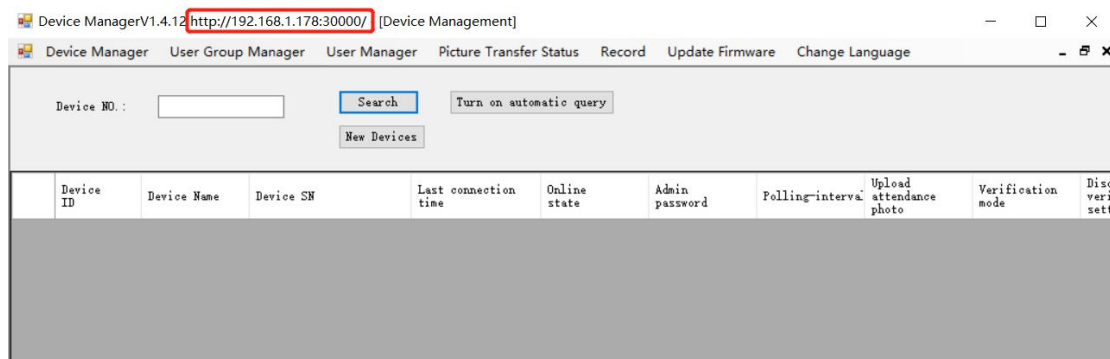 Device ManagerV1.4.12 http://192.168.1.178:30000/ [Device Management]
Device Manager User Group Manager User Manager Picture Transfer Status Record Update Firmware Change Language
Device NO.: Search Turn on automatic query
New Devices
Device ID Device Name Device SN Last connection time Online state Admin password Polling-interval Upload attendance photo Verification mode